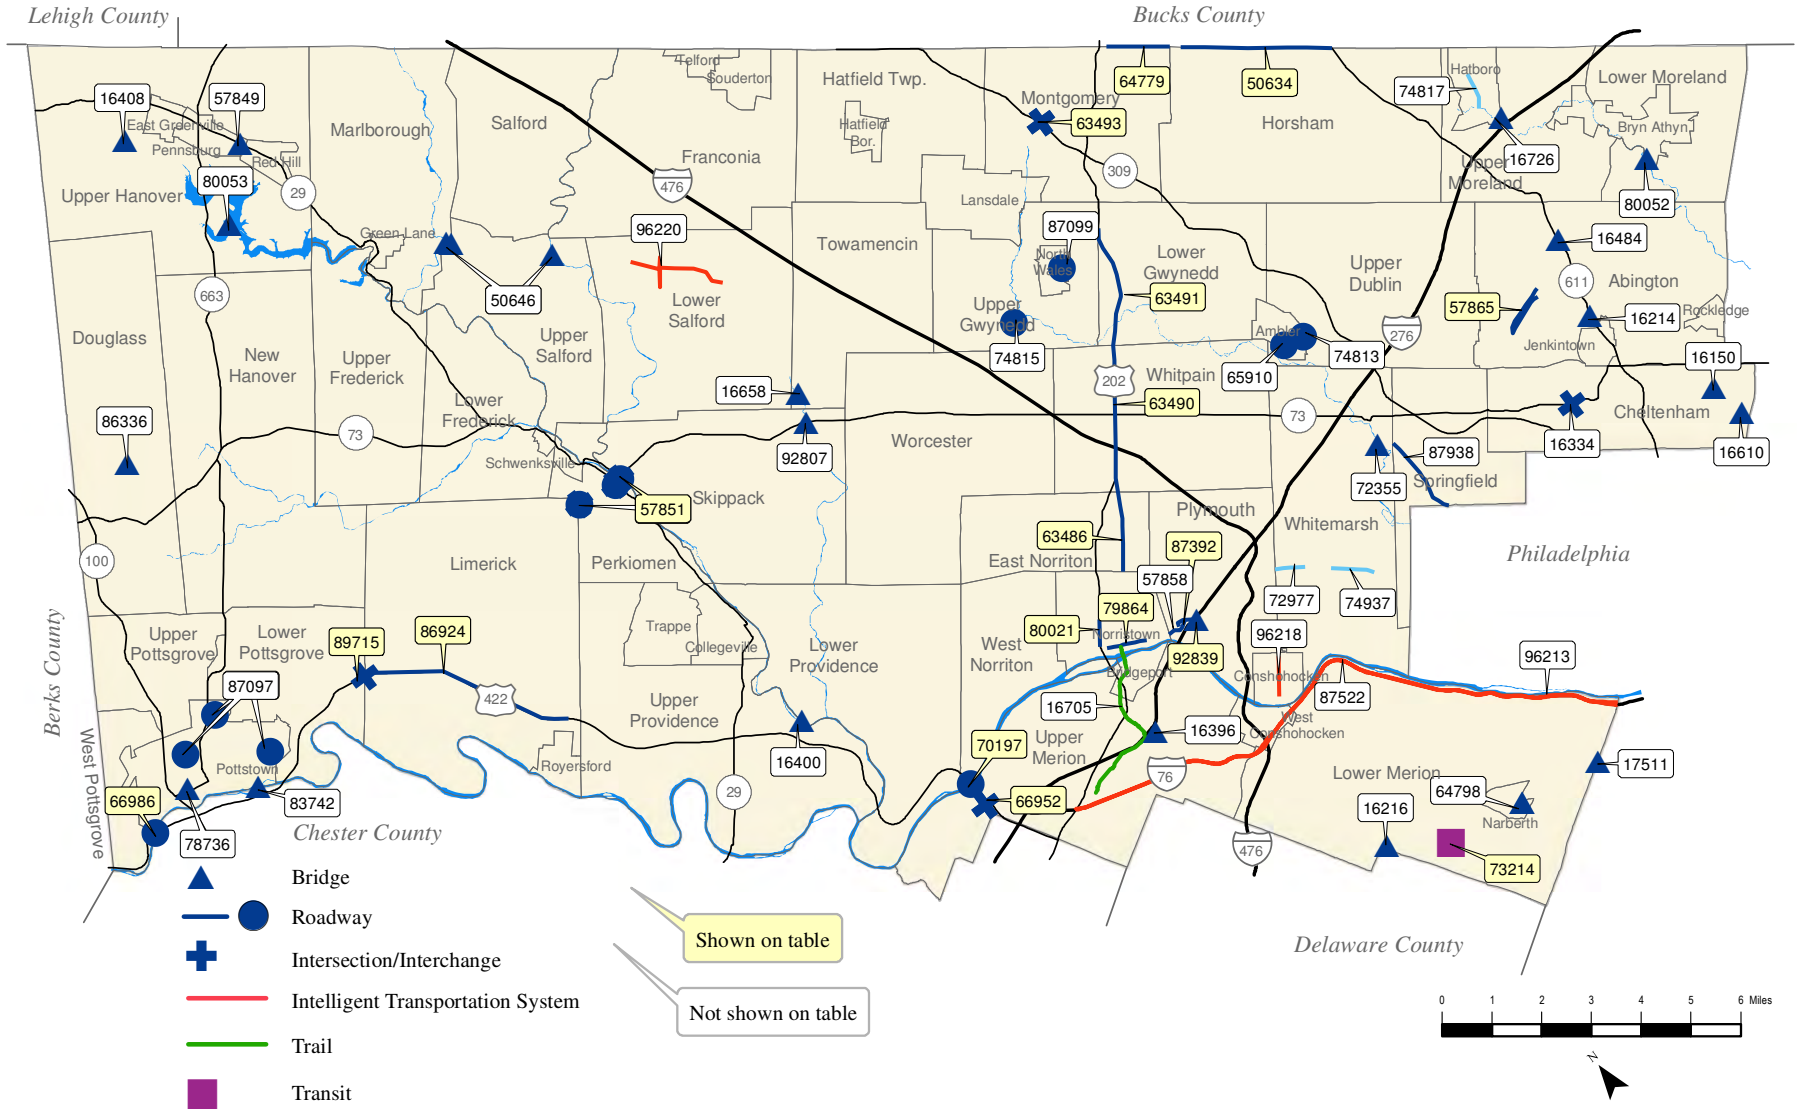 Lehigh County
Bucks County
Berks County
Chester County
Delaware County
Philadelphia
16408
57849
East Greenville
Pennsburg
Red Hill
80053
Upper Hanover
29
Marlborough
Green Lane
Salford
50646
476
Telford
Souderton
Franconia
96220
Lower
Salford
Hatfield Twp.
Hatfield
Bor.
Towamencin
Lansdale
Montgomery
63493
64779
50634
309
Horsham
74817
Hatboro
16726
Upper
Moreland
Lower Moreland
Bryn Athyn
80052
16484
611
Abington
16214
Rockledge
57865
Jenkintown
16150
Cheltenham
16610
16334
87099
North
Wales
Upper
Gwynedd
74815
Lower
Gwynedd
63491
Upper
Dublin
276
Ambler
65910
74813
Whitpain
202
63490
73
Douglass
663
New
Hanover
Upper
Frederick
Lower
Frederick
Upper
Salford
86336
73
Schwenksville
57851
Skippack
16658
92807
Worcester
72355
87938
Springfield
Whitemarsh
Plymouth
63486
East Norriton
87392
57858
79864
80021
Norristown
92839
Bridgeport
72977
74937
96218
Conshohocken
West
Conshohocken
87522
96213
100
Limerick
Perkiomen
Trappe
Collegeville
Lower
Providence
West
Norriton
Upper
Pottsgrove
Lower
Pottsgrove
89715
86924
422
87097
Pottstown
West Pottsgrove
66986
78736
83742
Royersford
Upper
Providence
29
16400
70197
66952
16705
Upper
Merion
16396
76
476
Lower Merion
64798
Narberth
16216
73214
17511
Bridge
Roadway
Intersection/Interchange
Intelligent Transportation System
Trail
Transit
Shown on table
Not shown on table
0 1 2 3 4 5 6 Miles
N